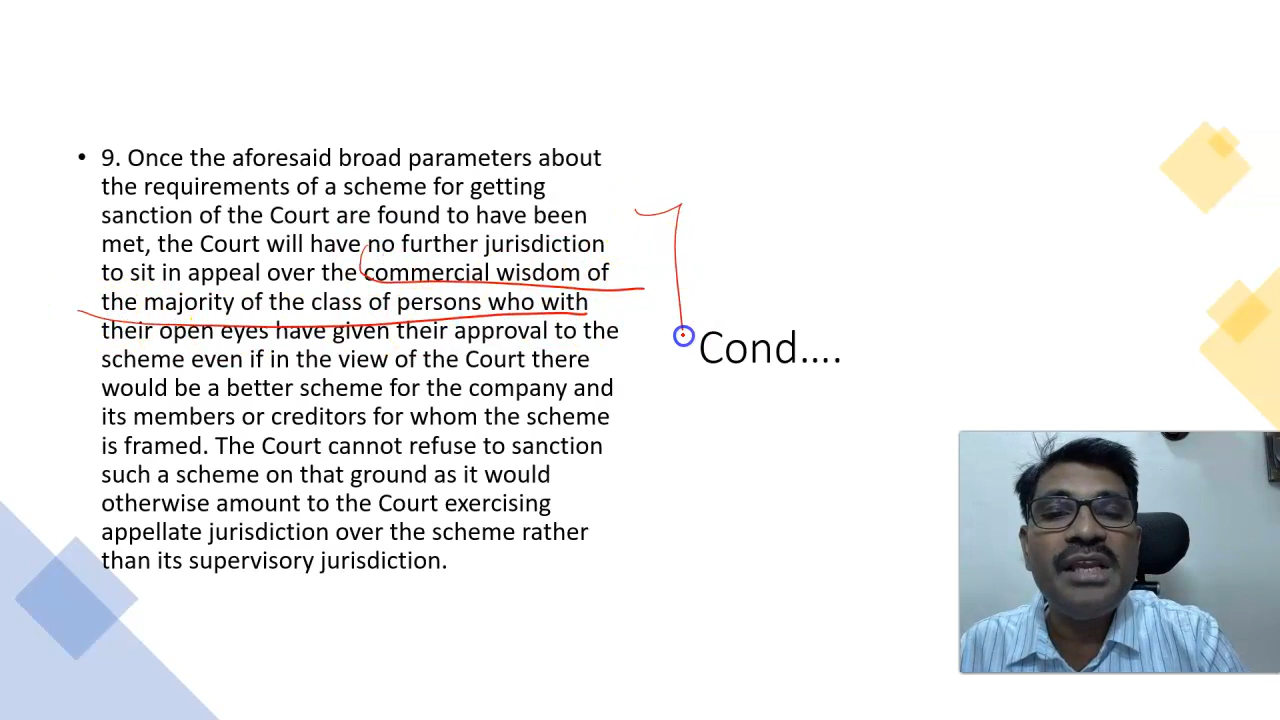 • 9. Once the aforesaid broad parameters about
the requirements of a scheme for getting
sanction of the Court are found to have been
met, the Court will have no further jurisdiction
to sit in appeal over the commercial wisdom of
the majority of the class of persons who with
their open eyes have given their approval to the
scheme even if in the view of the Court there
would be a better scheme for the company and
its members or creditors for whom the scheme
is framed. The Court cannot refuse to sanction
such a scheme on that ground as it would
otherwise amount to the Court exercising
appellate jurisdiction over the scheme rather
than its supervisory jurisdiction.
Cond....